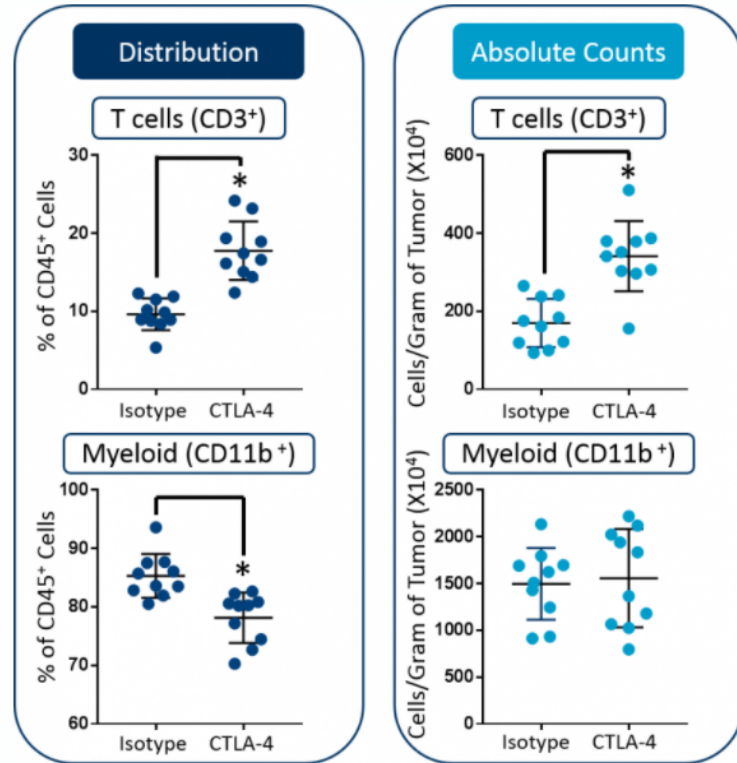 Distribution
T cells (CD3⁺)
% of CD45⁺ Cells
30
20
10
0
*
Isotype CTLA-4
Myeloid (CD11b⁺)
% of CD45⁺ Cells
100
90
80
70
60
*
Isotype CTLA-4
Absolute Counts
T cells (CD3⁺)
Cells/Gram of Tumor (X10⁴)
600
400
200
0
*
Isotype CTLA-4
Myeloid (CD11b⁺)
Cells/Gram of Tumor (X10⁴)
2500
2000
1500
1000
500
0
Isotype CTLA-4